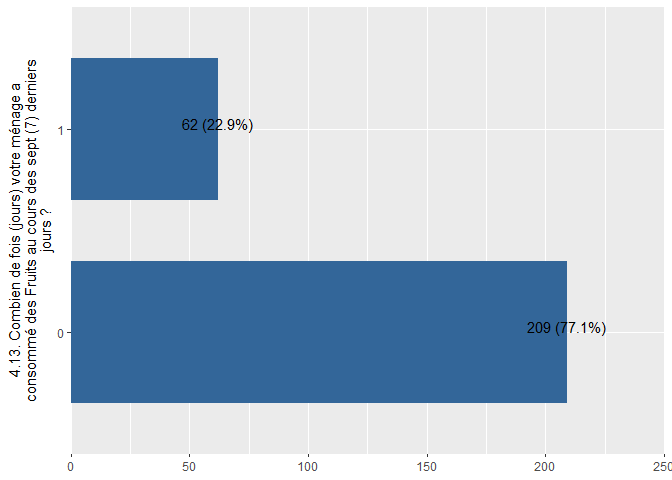 4.13. Combien de fois (jours) votre ménage a
consommé des Fruits au cours des sept (7) derniers
jours ?
1
62 (22.9%)
0
209 (77.1%)
0 50 100 150 200 250